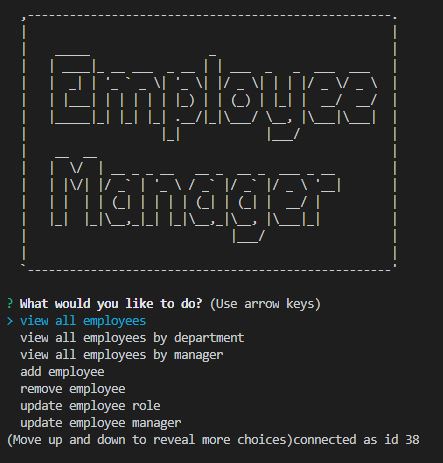 Employee
Manager
? What would you like to do? (Use arrow keys)
> view all employees
view all employees by department
view all employees by manager
add employee
remove employee
update employee role
update employee manager
(Move up and down to reveal more choices)connected as id 38